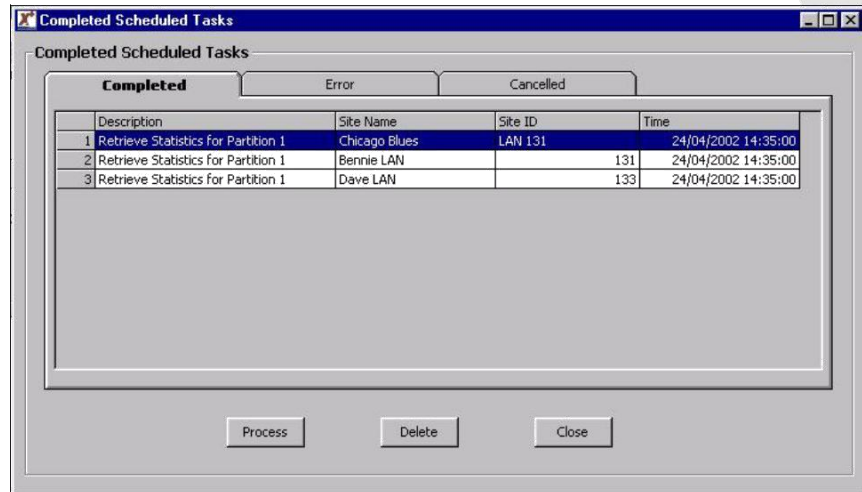 Completed Scheduled Tasks
Completed Scheduled Tasks
Completed Error Cancelled
Description Site Name Site ID Time
1 Retrieve Statistics for Partition 1 Chicago Blues LAN 131 24/04/2002 14:35:00
2 Retrieve Statistics for Partition 1 Bennie LAN 131 24/04/2002 14:35:00
3 Retrieve Statistics for Partition 1 Dave LAN 133 24/04/2002 14:35:00
Process Delete Close